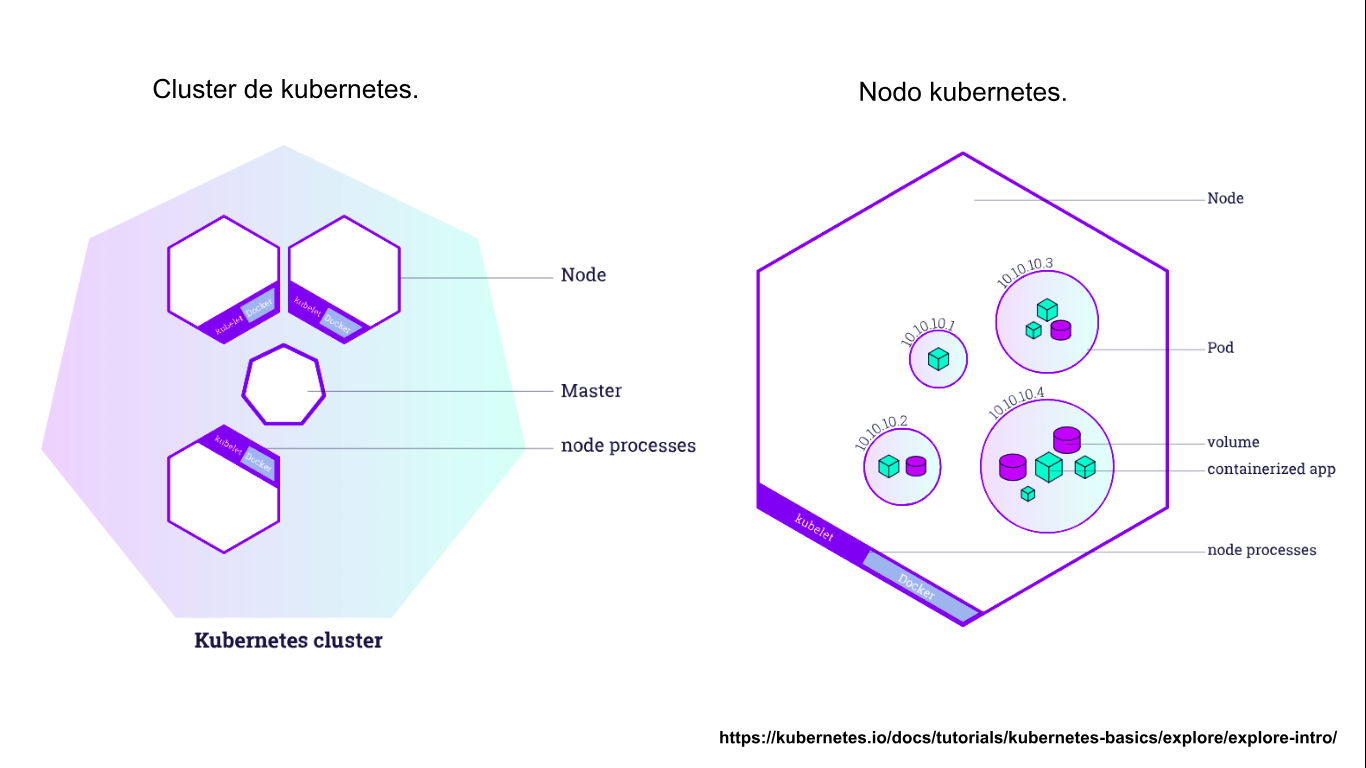 Cluster de kubernetes.
Node
kubelet
Docker
kubelet
Docker
Master
node processes
kubelet
Docker
Kubernetes cluster
Nodo kubernetes.
Node
10.10.10.3
10.10.10.1
Pod
10.10.10.4
10.10.10.2
volume
containerized app
kubelet
node processes
Docker
https://kubernetes.io/docs/tutorials/kubernetes-basics/explore/explore-intro/